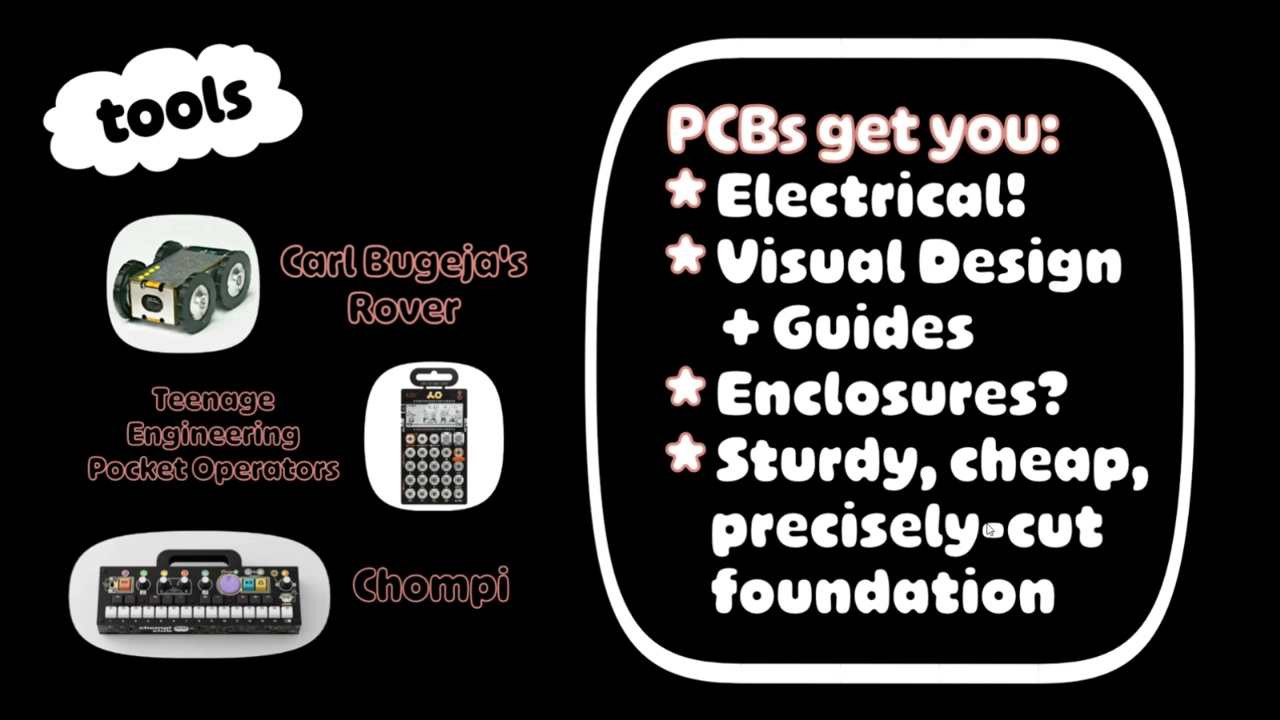 tools
Carl Bugeja's
Rover
Teenage
Engineering
Pocket Operators
Chompi
PCBs get you:
* Electrical!
* Visual Design
+ Guides
* Enclosures?
* Sturdy, cheap,
precisely-cut
foundation